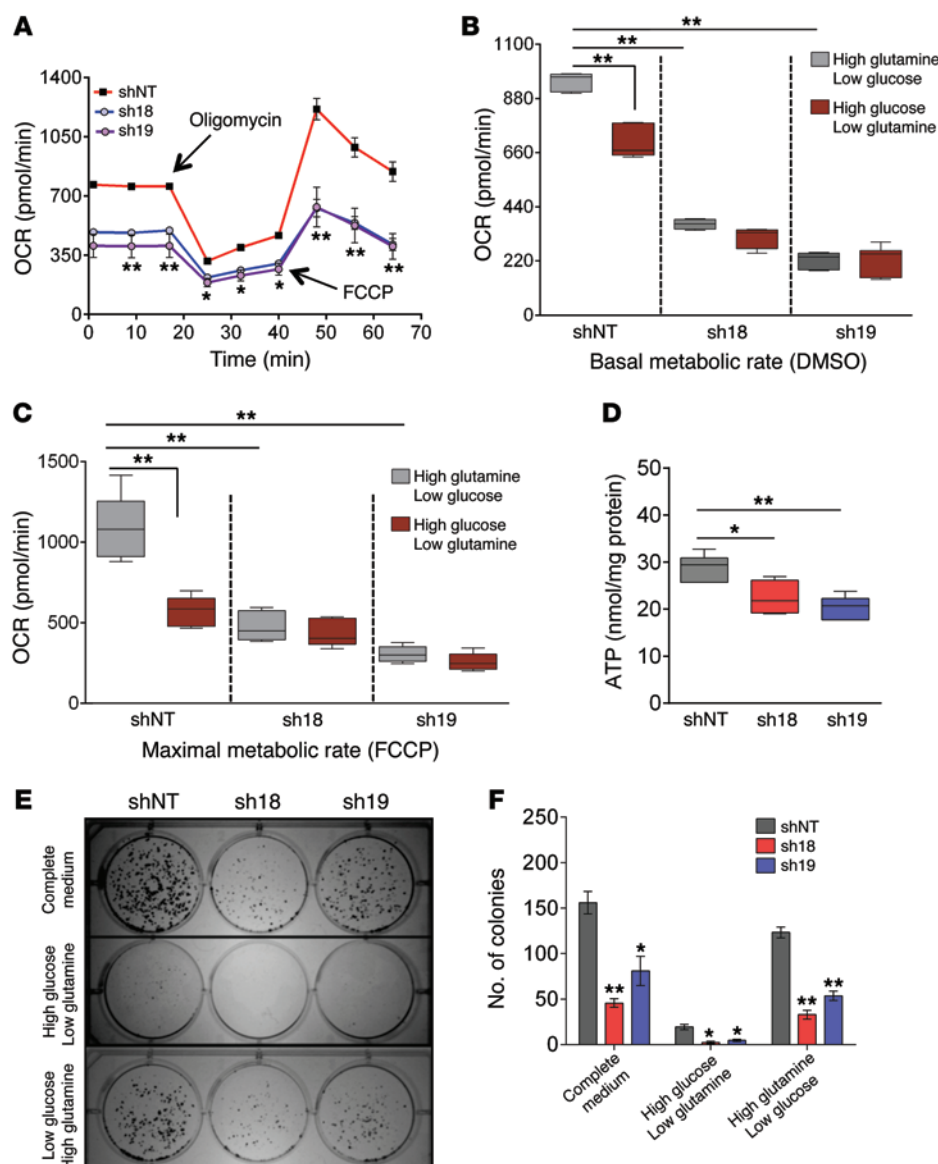 A
1400
1050
700
350
0
OCR (pmol/min)
shNT
sh18
sh19
Oligomycin
FCCP
**
**
*
*
*
**
**
**
0
10
20
30
40
50
60
70
Time (min)
B
1100
880
660
440
220
0
OCR (pmol/min)
**
**
**
High glutamine
Low glucose
High glucose
Low glutamine
shNT
sh18
sh19
Basal metabolic rate (DMSO)
C
1500
1000
500
0
OCR (pmol/min)
**
**
**
High glutamine
Low glucose
High glucose
Low glutamine
shNT
sh18
sh19
Maximal metabolic rate (FCCP)
D
50
40
30
20
10
0
ATP (nmol/mg protein)
**
*
shNT
sh18
sh19
E
shNT
sh18
sh19
Complete
medium
High glucose
Low glutamine
Low glucose
High glutamine
F
250
200
150
100
50
0
No. of colonies
shNT
sh18
sh19
**
*
*
*
**
**
Complete
medium
High glucose
Low glutamine
High glutamine
Low glucose